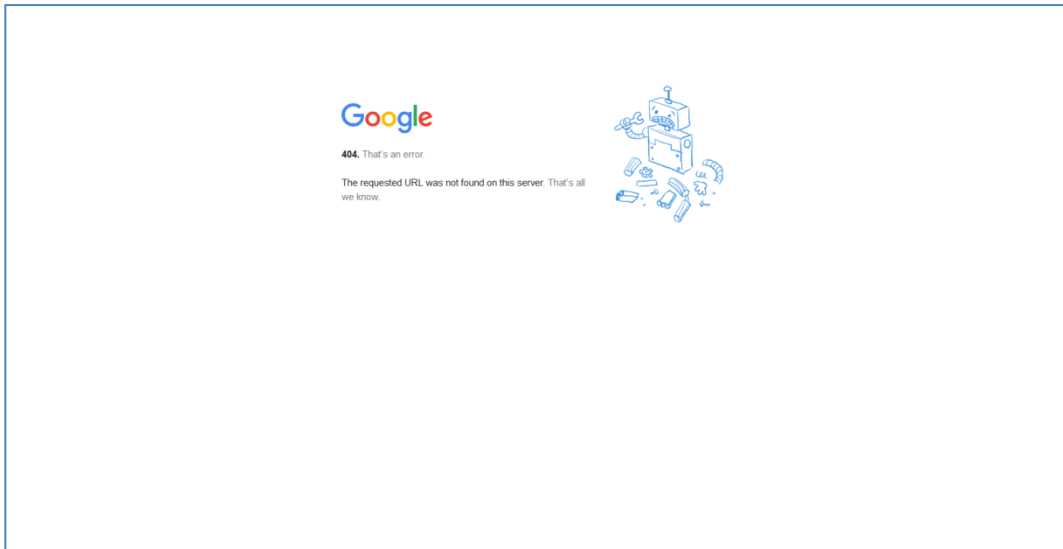 Google
404. That's an error.
The requested URL was not found on this server. That's all
we know.